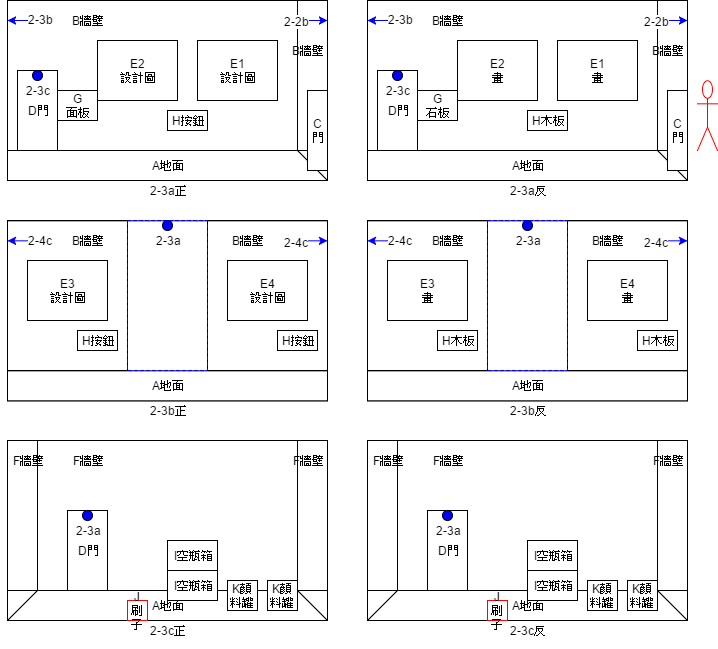 2-3b
B牆壁
2-2b
B牆壁
E2
設計圖
E1
設計圖
2-3c
D門
G
面板
H按鈕
C
門
A地面
2-3a正
2-3b
B牆壁
2-2b
B牆壁
E2
畫
E1
畫
2-3c
D門
G
石板
H木板
C
門
A地面
2-3a反
2-4c
B牆壁
2-3a
B牆壁
2-4c
E3
設計圖
E4
設計圖
H按鈕
H按鈕
A地面
2-3b正
2-4c
B牆壁
2-3a
B牆壁
2-4c
E3
畫
E4
畫
H木板
H木板
A地面
2-3b反
F牆壁
F牆壁
F牆壁
2-3a
D門
I空瓶箱
I空瓶箱
K顏
料罐
K顏
料罐
刷
子
A地面
2-3c正
F牆壁
F牆壁
F牆壁
2-3a
D門
I空瓶箱
I空瓶箱
K顏
料罐
K顏
料罐
刷
子
A地面
2-3c反